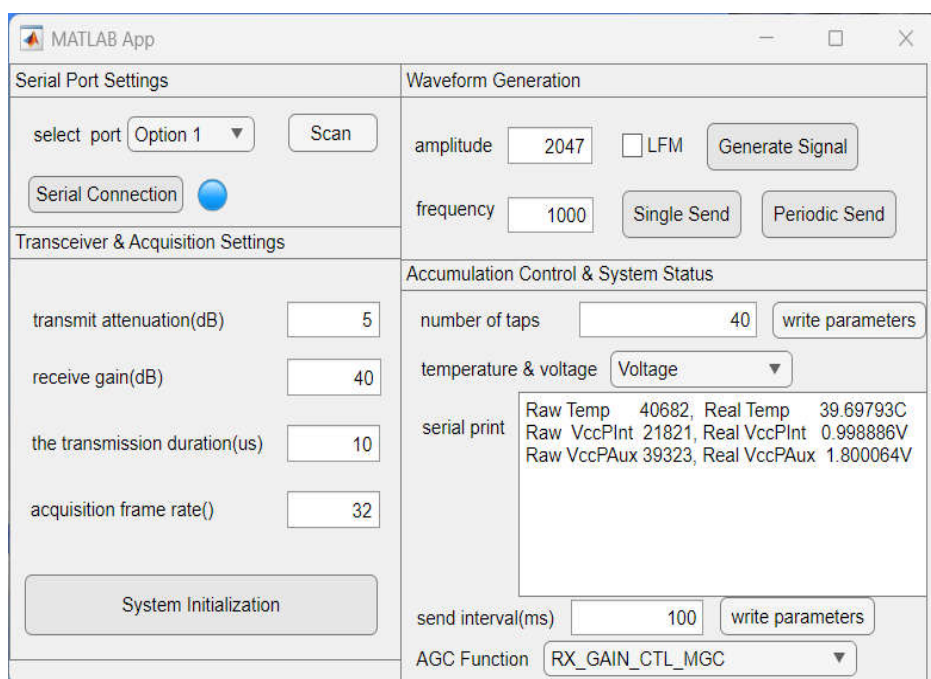 MATLAB App
Serial Port Settings
select port Option 1 Scan
Serial Connection
Transceiver & Acquisition Settings
transmit attenuation(dB) 5
receive gain(dB) 40
the transmission duration(us) 10
acquisition frame rate() 32
System Initialization
Waveform Generation
amplitude 2047 LFM Generate Signal
frequency 1000 Single Send Periodic Send
Accumulation Control & System Status
number of taps 40 write parameters
temperature & voltage Voltage
serial print
Raw Temp 40682, Real Temp 39.69793C
Raw VccPInt 21821, Real VccPInt 0.998886V
Raw VccPAux 39323, Real VccPAux 1.800064V
send interval(ms) 100 write parameters
AGC Function RX_GAIN_CTL_MGC